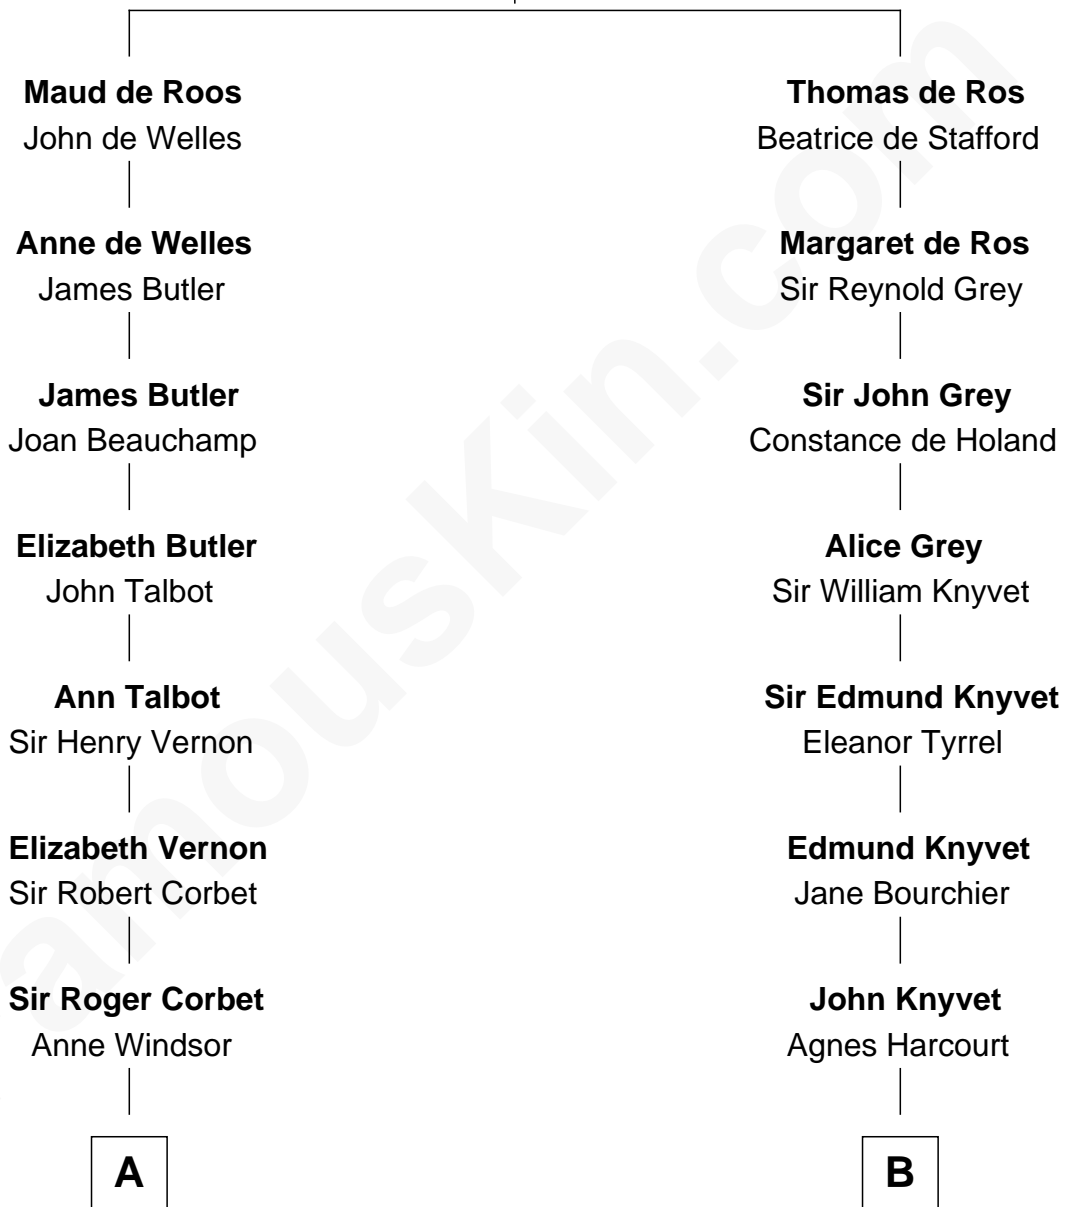 Maud de Roos
John de Welles
Thomas de Ros
Beatrice de Stafford
Anne de Welles
James Butler
Margaret de Ros
Sir Reynold Grey
James Butler
Joan Beauchamp
Sir John Grey
Constance de Holand
Elizabeth Butler
John Talbot
Alice Grey
Sir William Knyvet
Ann Talbot
Sir Henry Vernon
Sir Edmund Knyvet
Eleanor Tyrrel
Elizabeth Vernon
Sir Robert Corbet
Edmund Knyvet
Jane Bourchier
Sir Roger Corbet
Anne Windsor
John Knyvet
Agnes Harcourt
A
B
amousKin.com